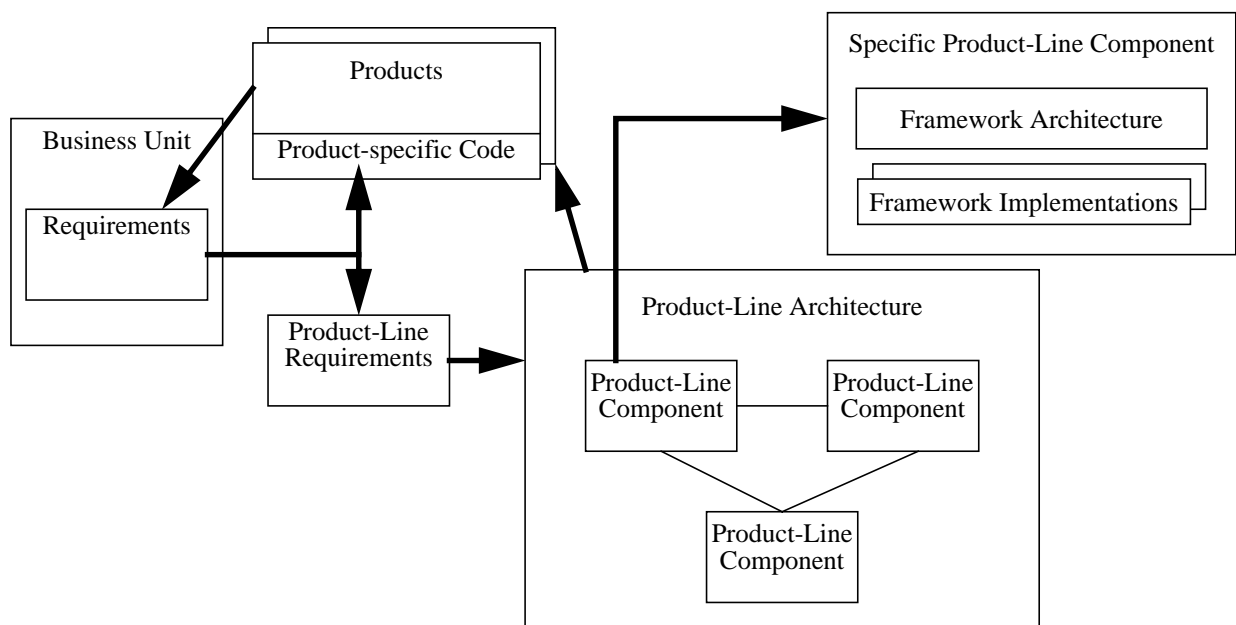 Products
Product-specific Code
Business Unit
Requirements
Product-Line
Requirements
Specific Product-Line Component
Framework Architecture
Framework Implementations
Product-Line Architecture
Product-Line
Component
Product-Line
Component
Product-Line
Component